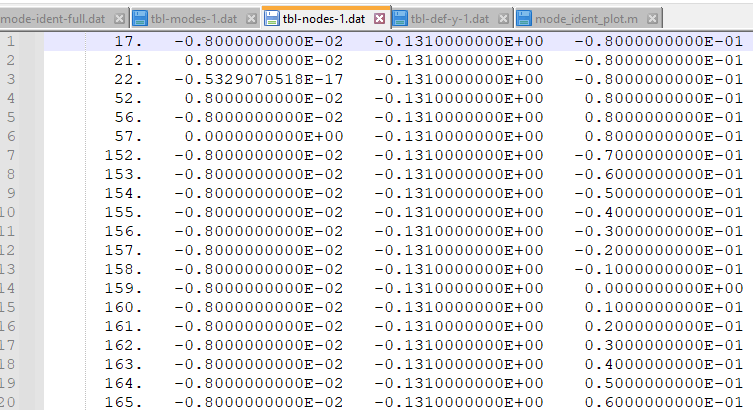 mode-ident-full.dat tbl-modes-1.dat tbl-nodes-1.dat tbl-def-y-1.dat mode_ident_plot.m
1 17. -0.8000000000E-02 -0.1310000000E+00 -0.8000000000E-01
2 21. 0.8000000000E-02 -0.1310000000E+00 -0.8000000000E-01
3 22. -0.5329070518E-17 -0.1310000000E+00 -0.8000000000E-01
4 52. 0.8000000000E-02 -0.1310000000E+00 0.8000000000E-01
5 56. -0.8000000000E-02 -0.1310000000E+00 0.8000000000E-01
6 57. 0.0000000000E+00 -0.1310000000E+00 0.8000000000E-01
7 152. -0.8000000000E-02 -0.1310000000E+00 -0.7000000000E-01
8 153. -0.8000000000E-02 -0.1310000000E+00 -0.6000000000E-01
9 154. -0.8000000000E-02 -0.1310000000E+00 -0.5000000000E-01
10 155. -0.8000000000E-02 -0.1310000000E+00 -0.4000000000E-01
11 156. -0.8000000000E-02 -0.1310000000E+00 -0.3000000000E-01
12 157. -0.8000000000E-02 -0.1310000000E+00 -0.2000000000E-01
13 158. -0.8000000000E-02 -0.1310000000E+00 -0.1000000000E-01
14 159. -0.8000000000E-02 -0.1310000000E+00 0.0000000000E+00
15 160. -0.8000000000E-02 -0.1310000000E+00 0.1000000000E-01
16 161. -0.8000000000E-02 -0.1310000000E+00 0.2000000000E-01
17 162. -0.8000000000E-02 -0.1310000000E+00 0.3000000000E-01
18 163. -0.8000000000E-02 -0.1310000000E+00 0.4000000000E-01
19 164. -0.8000000000E-02 -0.1310000000E+00 0.5000000000E-01
20 165. -0.8000000000E-02 -0.1310000000E+00 0.6000000000E-01